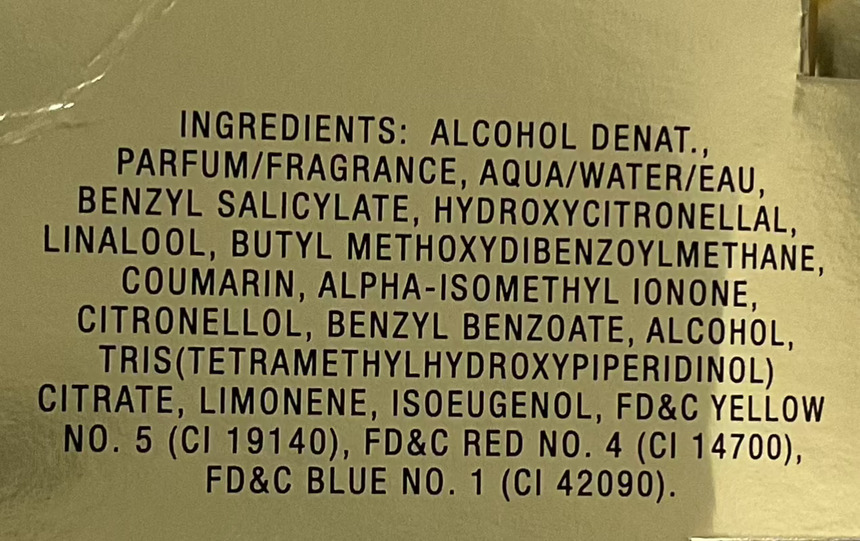 INGREDIENTS: ALCOHOL DENAT.,
PARFUM/FRAGRANCE, AQUA/WATER/EAU,
BENZYL SALICYLATE, HYDROXYCITRONELLAL,
LINALOOL, BUTYL METHOXYDIBENZOYLMETHANE,
COUMARIN, ALPHA-ISOMETHYL IONONE,
CITRONELLOL, BENZYL BENZOATE, ALCOHOL,
TRIS(TETRAMETHYLHYDROXYPIPERIDINOL)
CITRATE, LIMONENE, ISOEUGENOL, FD&C YELLOW
NO. 5 (CI 19140), FD&C RED NO. 4 (CI 14700),
FD&C BLUE NO. 1 (CI 42090).